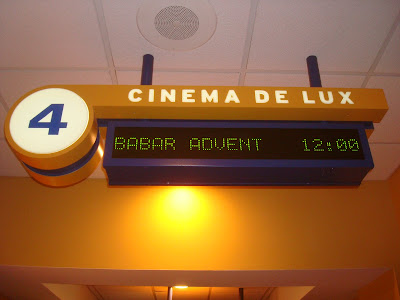 4
CINEMA DE LUX
BABAR ADVENT 12:00